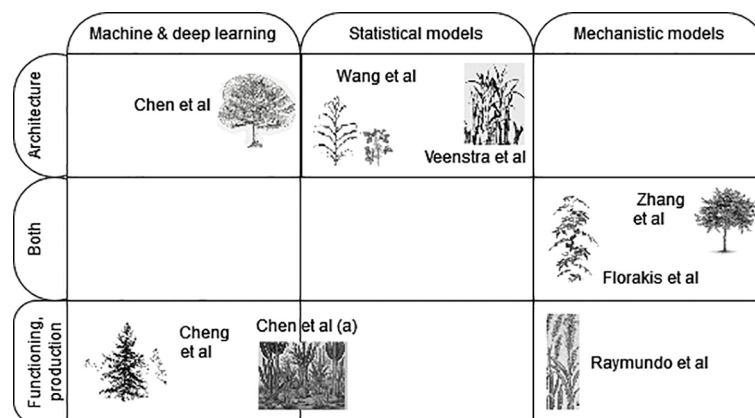 Machine & deep learning
Statistical models
Mechanistic models
Architecture
Chen et al
Wang et al
Veenstra et al
Both
Zhang
et al
Florakis et al
Functioning,
production
Cheng
et al
Chen et al (a)
Raymundo et al